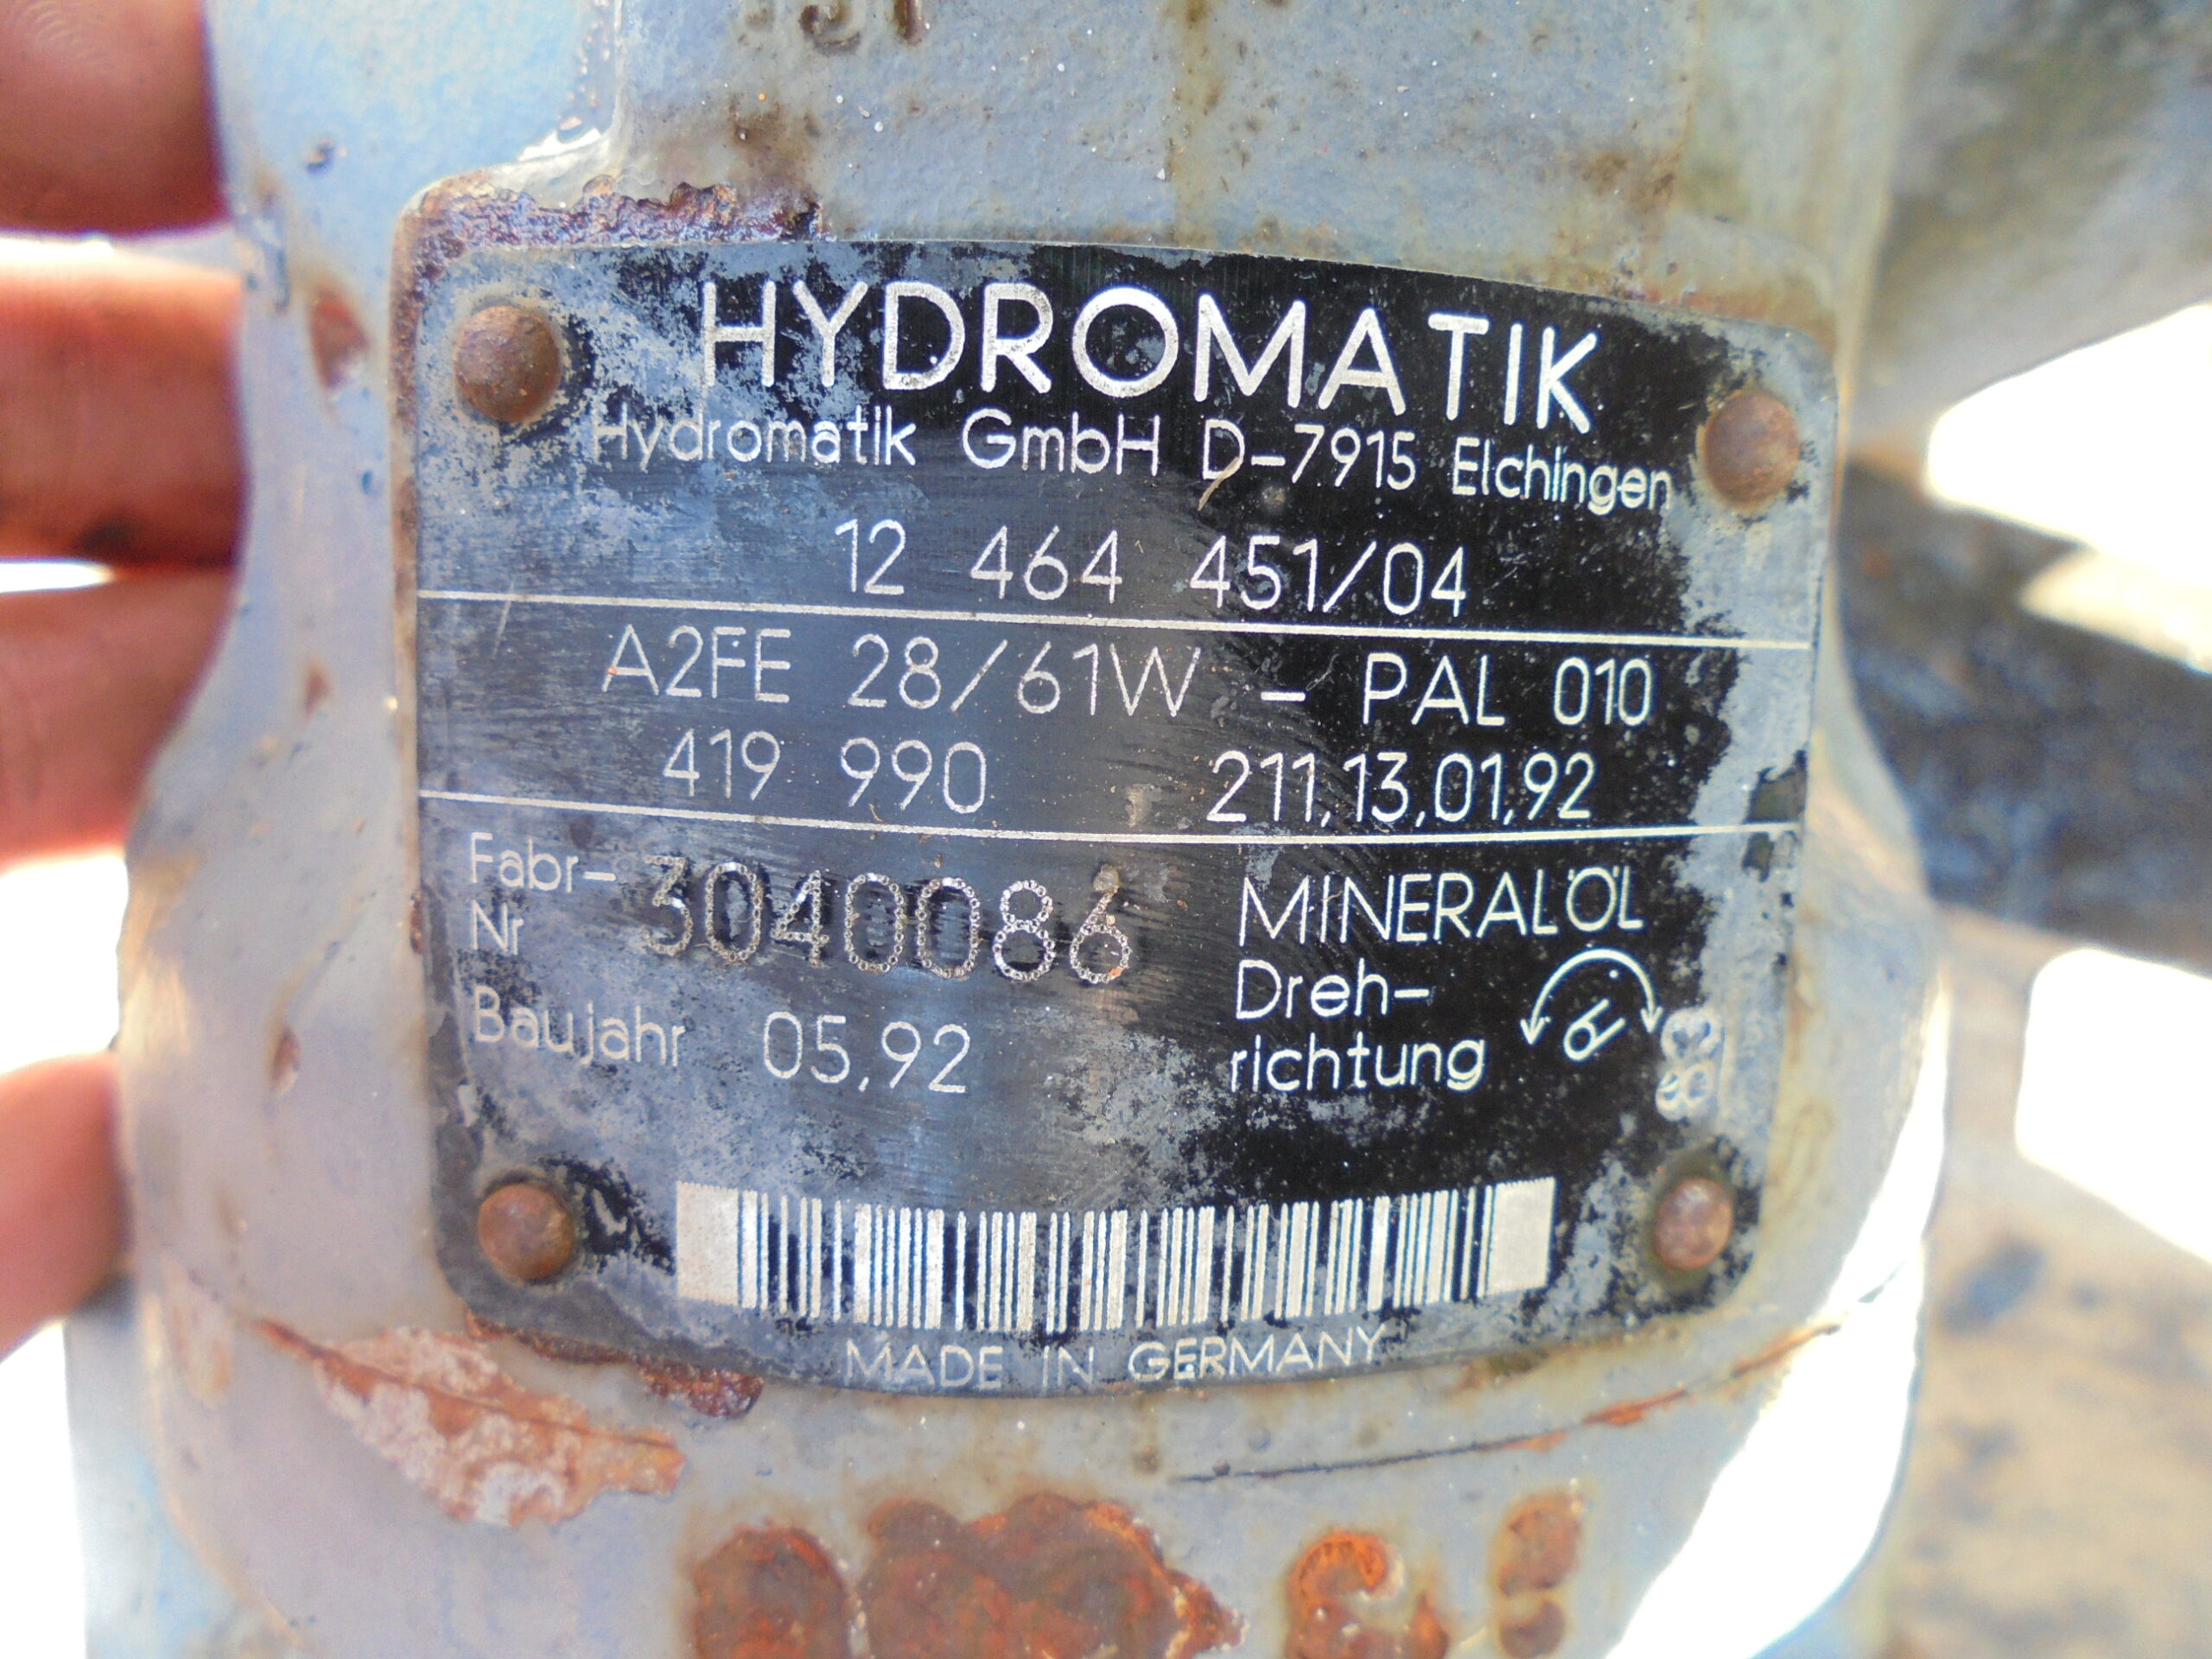 HYDROMATIK
Hydromatik GmbH D-7915 Elchingen
12 464 451/04
A2FE 28/61W - PAL 010
419 990 211,13,01,92
Fabr-Nr 3040086 MINERALÖL
Baujahr 05,92 Dreh-richtung R
83
MADE IN GERMANY